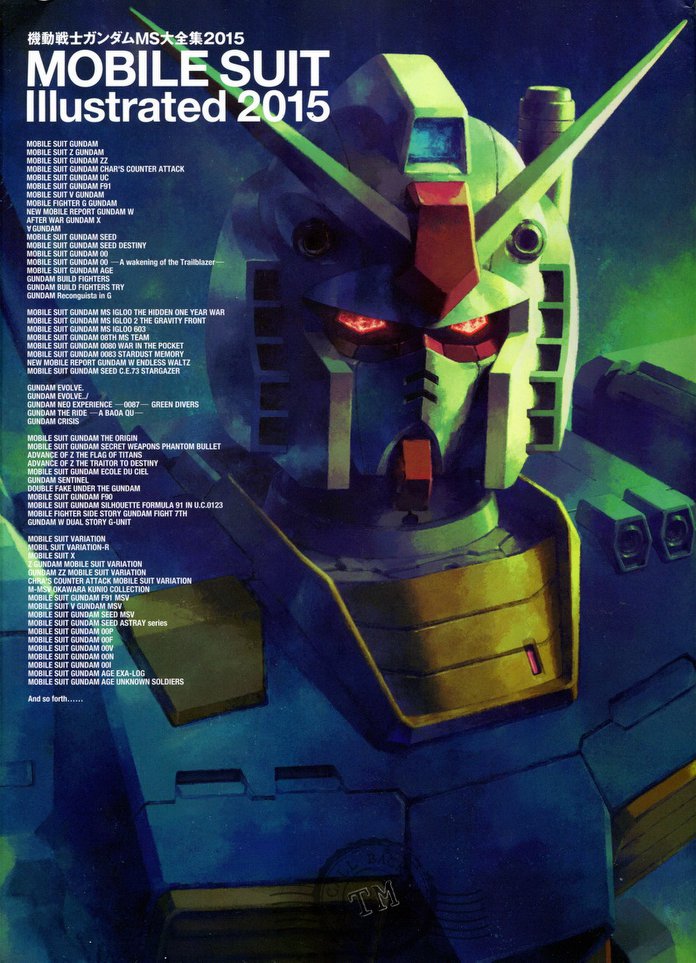 機動戦士ガンダムMS大全集2015
MOBILE SUIT
Illustrated 2015
MOBILE SUIT GUNDAM
MOBILE SUIT Z GUNDAM
MOBILE SUIT GUNDAM ZZ
MOBILE SUIT GUNDAM CHAR'S COUNTER ATTACK
MOBILE SUIT GUNDAM UC
MOBILE SUIT GUNDAM F91
MOBILE SUIT V GUNDAM
MOBILE FIGHTER G GUNDAM
NEW MOBILE REPORT GUNDAM W
AFTER WAR GUNDAM X
∀ GUNDAM
MOBILE SUIT GUNDAM SEED
MOBILE SUIT GUNDAM SEED DESTINY
MOBILE SUIT GUNDAM 00
MOBILE SUIT GUNDAM 00 —A wakening of the Trailblazer—
MOBILE SUIT GUNDAM AGE
GUNDAM BUILD FIGHTERS
GUNDAM BUILD FIGHTERS TRY
GUNDAM Reconguista in G
MOBILE SUIT GUNDAM MS IGLOO THE HIDDEN ONE YEAR WAR
MOBILE SUIT GUNDAM MS IGLOO 2 THE GRAVITY FRONT
MOBILE SUIT GUNDAM MS IGLOO 603
MOBILE SUIT GUNDAM 08TH MS TEAM
MOBILE SUIT GUNDAM 0080 WAR IN THE POCKET
MOBILE SUIT GUNDAM 0083 STARDUST MEMORY
NEW MOBILE REPORT GUNDAM W ENDLESS WALTZ
MOBILE SUIT GUNDAM SEED C.E.73 STARGAZER
GUNDAM EVOLVE.
GUNDAM EVOLVE../
GUNDAM NEO EXPERIENCE —0087— GREEN DIVERS
GUNDAM THE RIDE —A BAOA QU—
GUNDAM CRISIS
MOBILE SUIT GUNDAM THE ORIGIN
MOBILE SUIT GUNDAM SECRET WEAPONS PHANTOM BULLET
ADVANCE OF Z THE FLAG OF TITANS
ADVANCE OF Z THE TRAITOR TO DESTINY
MOBILE SUIT GUNDAM ECOLE DU CIEL
GUNDAM SENTINEL
DOUBLE FAKE UNDER THE GUNDAM
MOBILE SUIT GUNDAM F90
MOBILE SUIT GUNDAM SILHOUETTE FORMULA 91 IN U.C.0123
MOBILE FIGHTER SIDE STORY GUNDAM FIGHT 7TH
GUNDAM W DUAL STORY G-UNIT
MOBILE SUIT VARIATION
MOBIL SUIT VARIATION-R
MOBILE SUIT X
Z GUNDAM MOBILE SUIT VARIATION
GUNDAM ZZ MOBILE SUIT VARIATION
CHRA'S COUNTER ATTACK MOBILE SUIT VARIATION
M-MSV OKAWARA KUNIO COLLECTION
MOBILE SUIT GUNDAM F91 MSV
MOBILE SUIT V GUNDAM MSV
MOBILE SUIT GUNDAM SEED MSV
MOBILE SUIT GUNDAM SEED ASTRAY series
MOBILE SUIT GUNDAM 00P
MOBILE SUIT GUNDAM 00F
MOBILE SUIT GUNDAM 00V
MOBILE SUIT GUNDAM 00N
MOBILE SUIT GUNDAM 00I
MOBILE SUIT GUNDAM AGE EXA-LOG
MOBILE SUIT GUNDAM AGE UNKNOWN SOLDIERS
And so forth……
TM